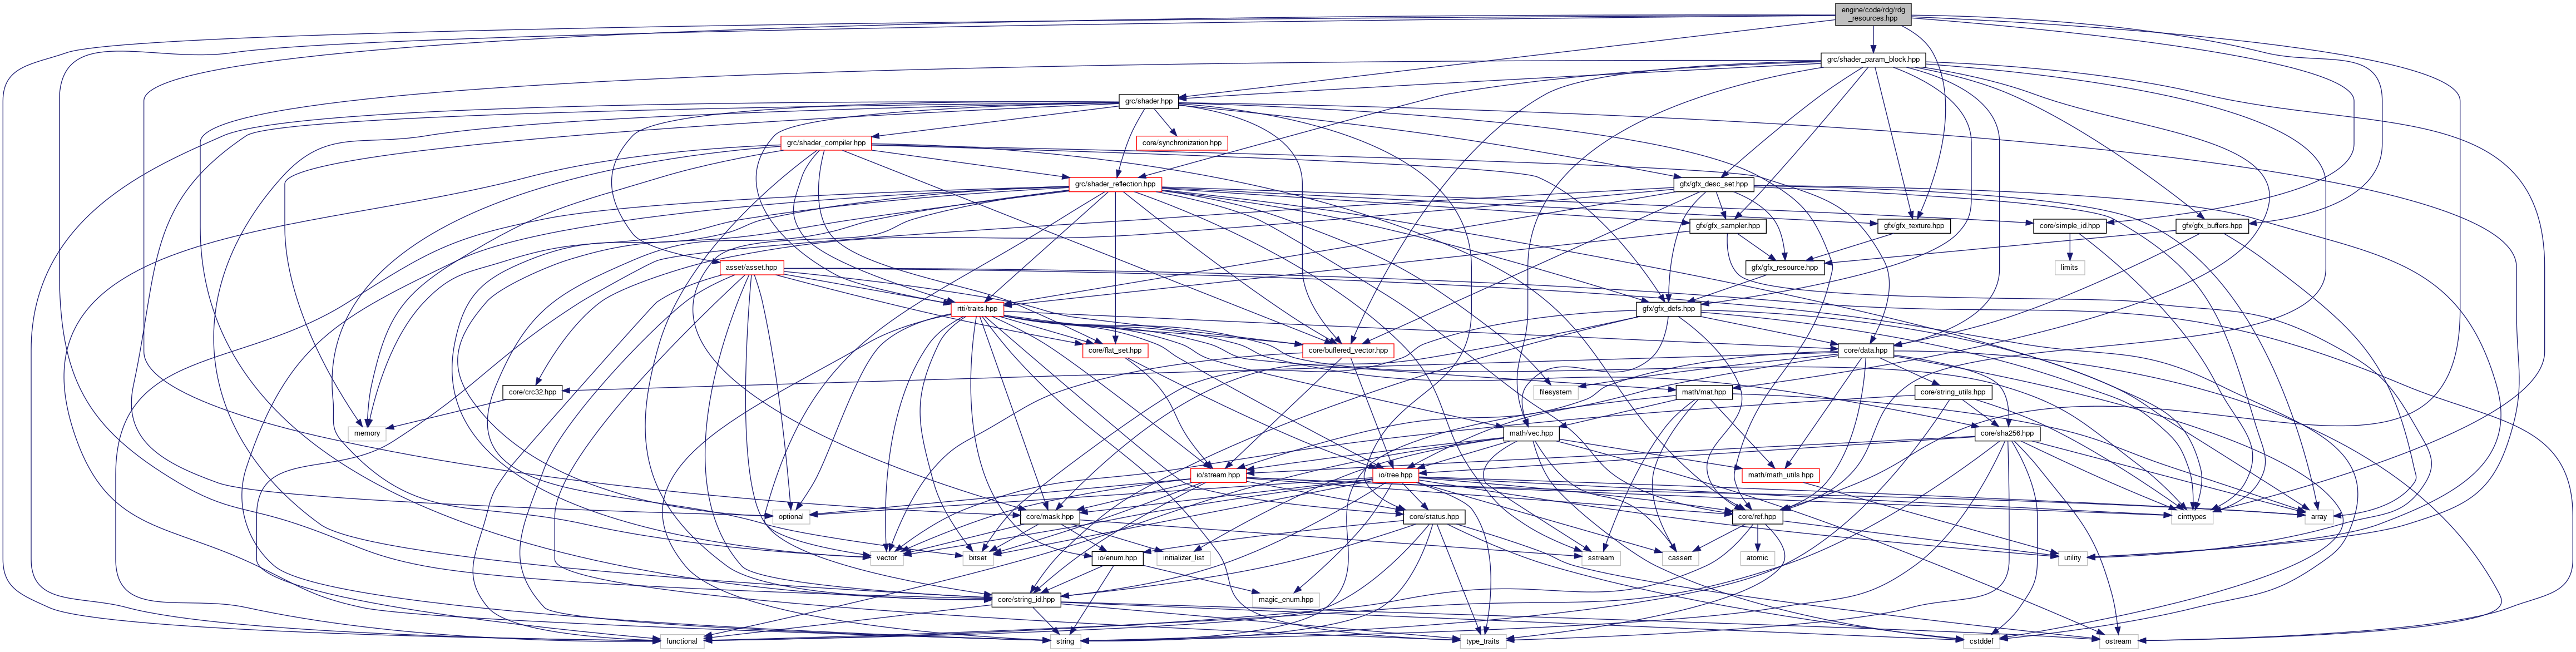 engine/code/rdg/rdg
_resources.hpp
grc/shader_param_block.hpp
grc/shader.hpp
grc/shader_compiler.hpp
core/synchronization.hpp
grc/shader_reflection.hpp
gfx/gfx_desc_set.hpp
gfx/gfx_sampler.hpp
gfx/gfx_texture.hpp
core/simple_id.hpp
gfx/gfx_buffers.hpp
asset/asset.hpp
gfx/gfx_resource.hpp
limits
rtti/traits.hpp
gfx/gfx_defs.hpp
core/flat_set.hpp
core/buffered_vector.hpp
core/data.hpp
core/crc32.hpp
filesystem
math/mat.hpp
core/string_utils.hpp
memory
math/vec.hpp
core/sha256.hpp
io/stream.hpp
io/tree.hpp
math/math_utils.hpp
optional
core/mask.hpp
core/status.hpp
core/ref.hpp
cinttypes
array
vector
bitset
io/enum.hpp
initializer_list
sstream
cassert
atomic
utility
core/string_id.hpp
magic_enum.hpp
functional
string
type_traits
cstddef
ostream